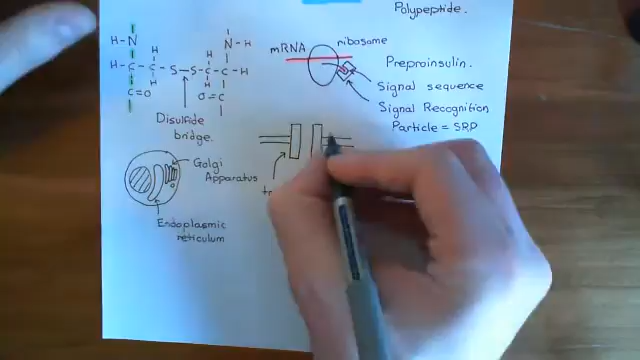 Polypeptide.
H-N
H-C-C-S-S-C-C-H
H
H
N-H
C=O
O=C
Disulfide
bridge.
mRNA
ribosome
Preproinsulin.
Signal sequence
Signal Recognition
Particle = SRP
Golgi
Apparatus
Endoplasmic
reticulum